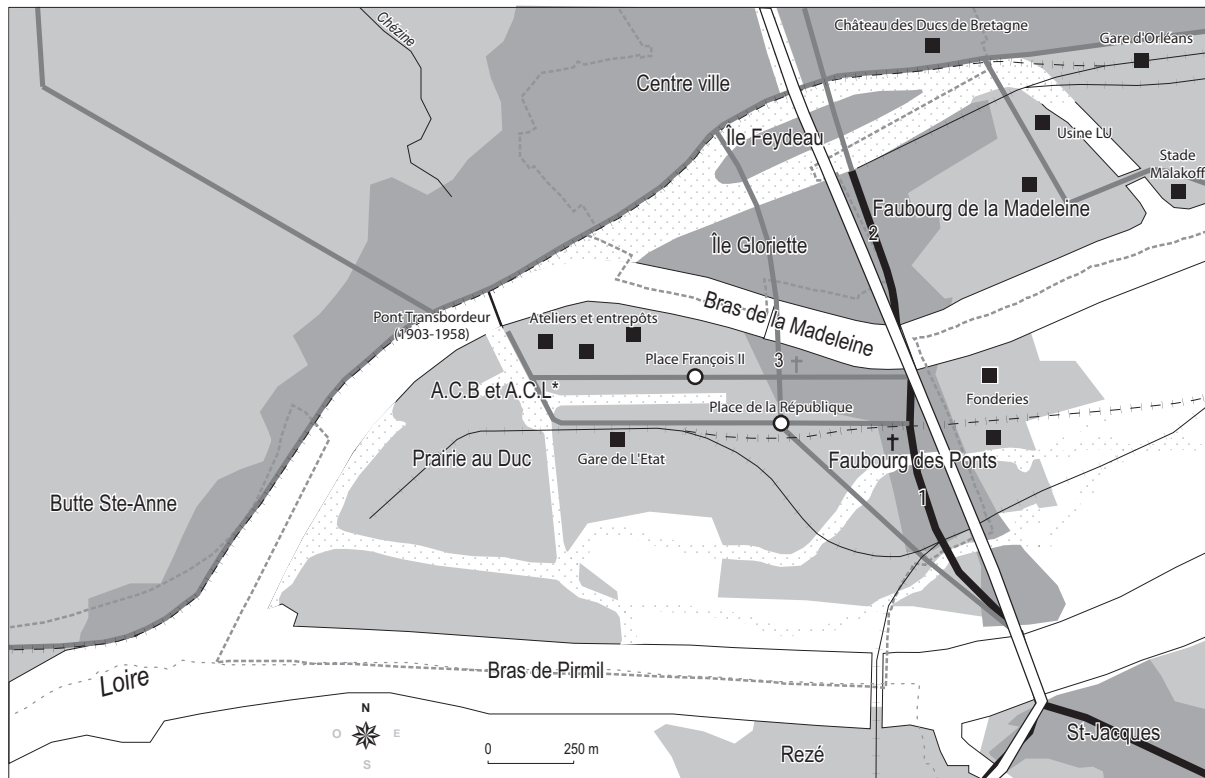 Chézine
Château des Ducs de Bretagne
Gare d'Orléans
Centre ville
Île Feydeau
Usine LU
Stade
Malakoff
Faubourg de la Madeleine
2
Île Gloriette
Bras de la Madeleine
Pont Transbordeur
(1903-1958)
Ateliers et entrepôts
Place François II
3
A.C.B et A.C.L*
Fonderies
Place de la République
Prairie au Duc
Gare de L'Etat
Faubourg des Ponts
1
Butte Ste-Anne
Loire
Bras de Pirmil
N
O
E
S
0
250 m
Rezé
St-Jacques